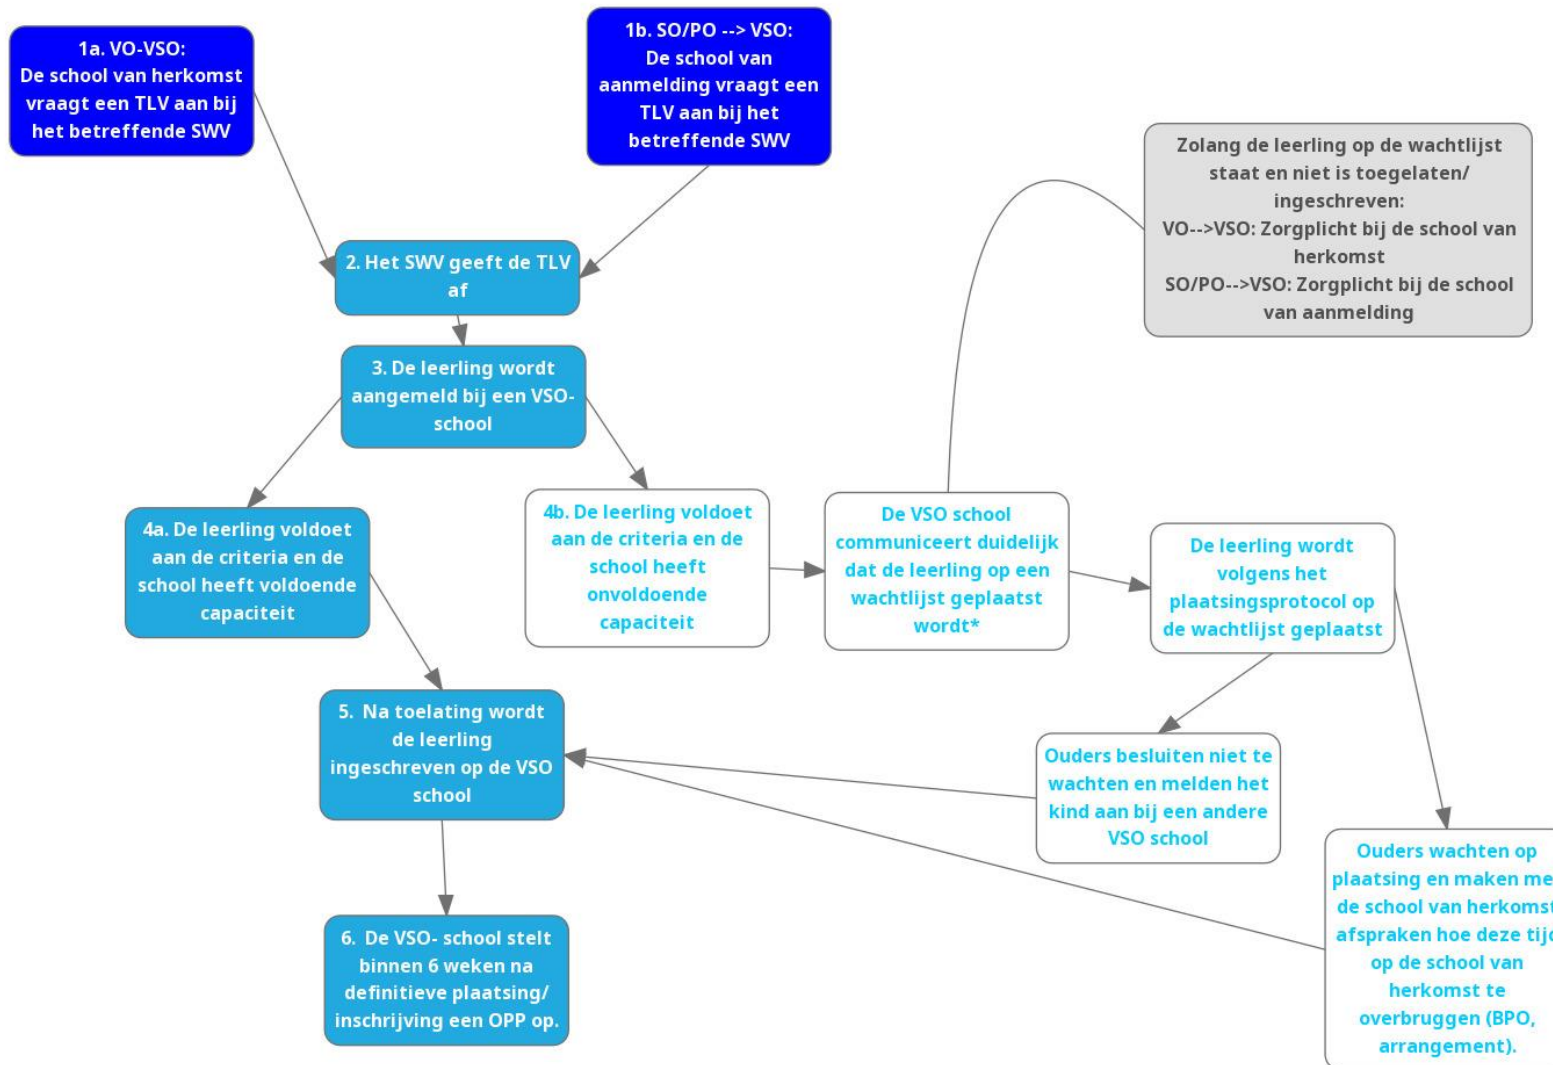 1a. VO-VSO:
De school van herkomst
vraagt een TLV aan bij
het betreffende SWV
1b. SO/PO --> VSO:
De school van
aanmelding vraagt een
TLV aan bij het
betreffende SWV
Zolang de leerling op de wachtlijst
staat en niet is toegelaten/
ingeschreven:
VO-->VSO: Zorgplicht bij de school van
herkomst
SO/PO-->VSO: Zorgplicht bij de school
van aanmelding
2. Het SWV geeft de TLV
af
3. De leerling wordt
aangemeld bij een VSO-
school
4a. De leerling voldoet
aan de criteria en de
school heeft voldoende
capaciteit
4b. De leerling voldoet
aan de criteria en de
school heeft
onvoldoende
capaciteit
De VSO school
communiceert duidelijk
dat de leerling op een
wachtlijst geplaatst
wordt*
De leerling wordt
volgens het
plaatsingsprotocol op
de wachtlijst geplaatst
5. Na toelating wordt
de leerling
ingeschreven op de VSO
school
Ouders besluiten niet te
wachten en melden het
kind aan bij een andere
VSO school
Ouders wachten op
plaatsing en maken me
de school van herkomst
afspraken hoe deze tijd
op de school van
herkomst te
overbruggen (BPO,
arrangement).
6. De VSO- school stelt
binnen 6 weken na
definitieve plaatsing/
inschrijving een OPP op.